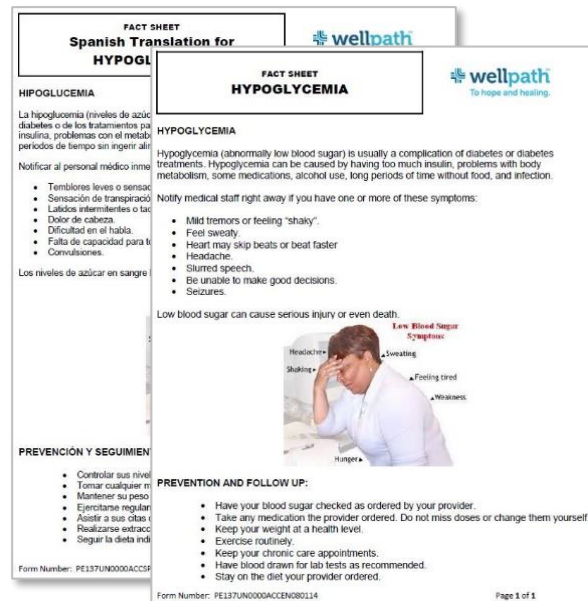 FACT SHEET
Spanish Translation for
HYPOGL
wellpath
HIPOGLUCEMIA
La hipoglucemia (niveles de azúc
diabetes o de los tratamientos pa
insulina, problemas con el metab
períodos de tiempo sin ingerir alir
Notificar al personal médico inme
Temblores leves o sensac
Sensación de transpiració
Latidos intermitentes o tac
Dolor de cabeza.
Dificultad en el habla.
Falta de capacidad para to
Convulsiones.
Los niveles de azúcar en sangre
PREVENCIÓN Y SEGUIMIEN
Controlar sus nivel
Tomar cualquier m
Mantener su peso
Ejercitarse regular
Asistir a sus citas
Realizarse extracc
Seguir la dieta indi
Form Number: PE137UN0000ACCSP
FACT SHEET
HYPOGLYCEMIA
wellpath
To hope and healing.
HYPOGLYCEMIA
Hypoglycemia (abnormally low blood sugar) is usually a complication of diabetes or diabetes
treatments. Hypoglycemia can be caused by having too much insulin, problems with body
metabolism, some medications, alcohol use, long periods of time without food, and infection.
Notify medical staff right away if you have one or more of these symptoms:
Mild tremors or feeling "shaky".
Feel sweaty.
Heart may skip beats or beat faster
Headache.
Slurred speech.
Be unable to make good decisions.
Seizures.
Low blood sugar can cause serious injury or even death.
Low Blood Sugar
Symptoms
Headache
Sweating
Shaking
Feeling tired
Weakness
Hunger
PREVENTION AND FOLLOW UP:
Have your blood sugar checked as ordered by your provider.
Take any medication the provider ordered. Do not miss doses or change them yourself.
Keep your weight at a health level.
Exercise routinely.
Keep your chronic care appointments.
Have blood drawn for lab tests as recommended.
Stay on the diet your provider ordered.
Form Number: PE137UN0000ACCEN080114
Page 1 of 1